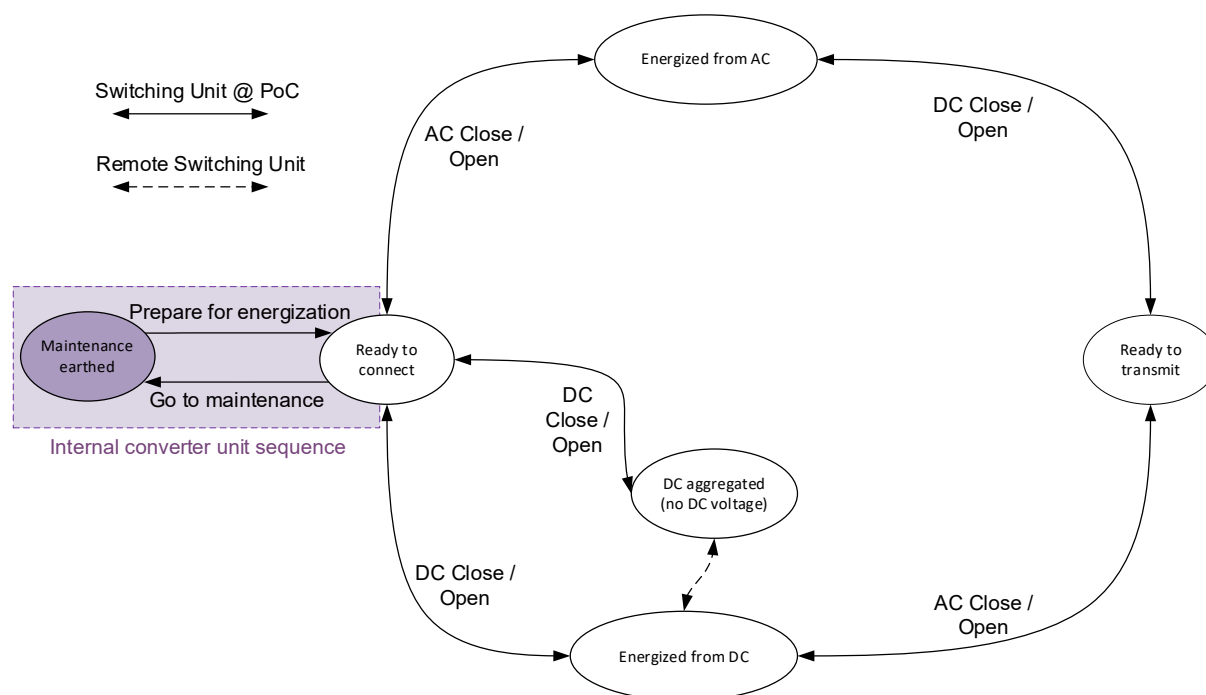 Energized from AC
Switching Unit @ PoC
DC Close /
Open
AC Close /
Open
Remote Switching Unit
Prepare for energization
Maintenance
earthed
Ready to
connect
Ready to
transmit
Go to maintenance
DC
Close /
Open
Internal converter unit sequence
DC aggregated
(no DC voltage)
DC Close /
Open
AC Close /
Open
Energized from DC